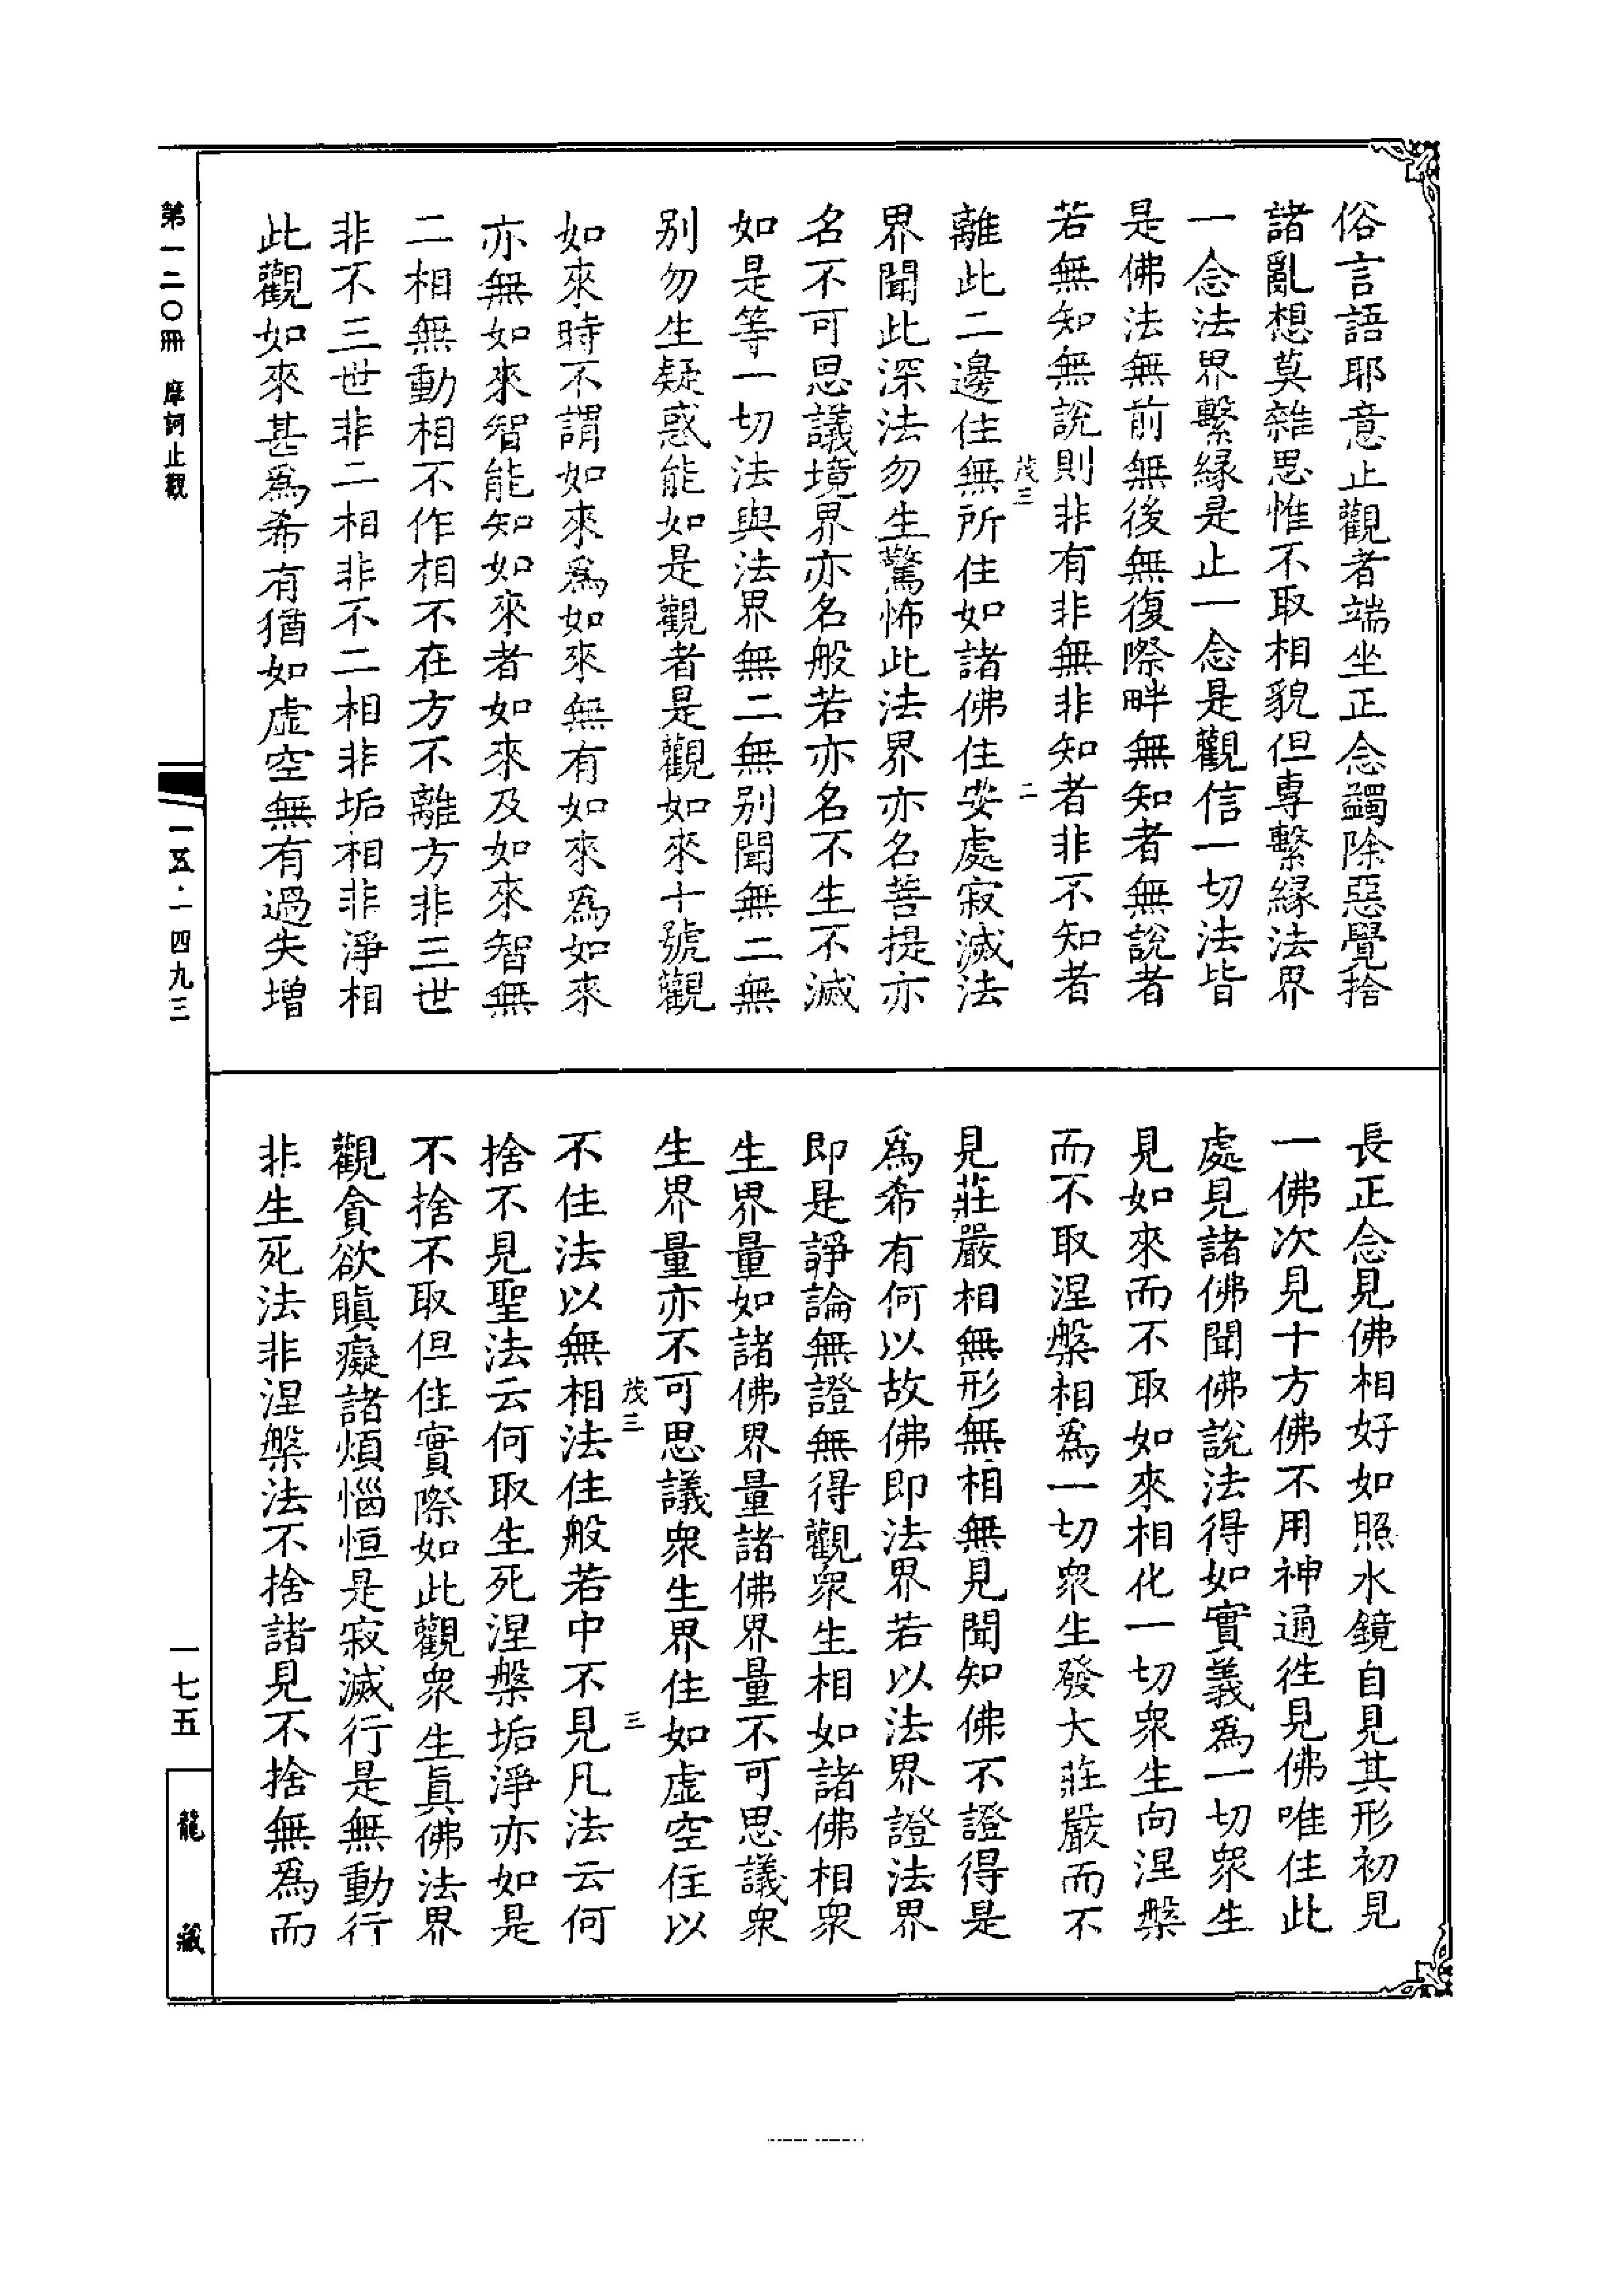 俗言語耶意止觀者端坐正念蠲除惡覺捨
諸亂想莫雜思惟不取相貌但專繫緣法界
一念法界繫緣是止一念是觀信一切法皆
是佛法無前無後無復際畔無知者無說者
若無知無說則非有非無非知者非不知者
茂三
二
離此二邊住無所住如諸佛住安處寂滅法
界聞此深法勿生驚怖此法界亦名菩提亦
名不可思議境界亦名般若亦名不生不滅
如是等一切法與法界無二無別聞無二無
別勿生疑惑能如是觀者是觀如來十號觀
如來時不謂如來爲如來無有如來爲如來
亦無如來智能知如來者如來及如來智無
二相無動相不作相不在方不離方非三世
非不三世非二相非不二相非垢相非淨相
此觀如來甚爲希有猶如虛空無有過失增
長正念見佛相好如照水鏡自見其形初見
一佛次見十方佛不用神通往見佛唯住此
處見諸佛聞佛說法得如實義爲一切衆生
見如來而不取如來相化一切衆生向涅槃
而不取涅槃相爲一切衆生發大莊嚴而不
見莊嚴相無形無相無見聞知佛不證得是
爲希有何以故佛即法界若以法界證法界
即是諍論無證無得觀衆生相如諸佛相衆
生界量如諸佛界量諸佛界量不可思議衆
生界量亦不可思議衆生界住如虛空住以
茂三
三
不住法以無相法住般若中不見凡法云何
捨不見聖法云何取生死涅槃垢淨亦如是
不捨不取但住實際如此觀衆生真佛法界
觀貪欲瞋癡諸煩惱恒是寂滅行是無動行
非生死法非涅槃法不捨諸見不捨無爲而
第一二〇冊 摩訶止觀
一五·一四九三
一七五
龍藏